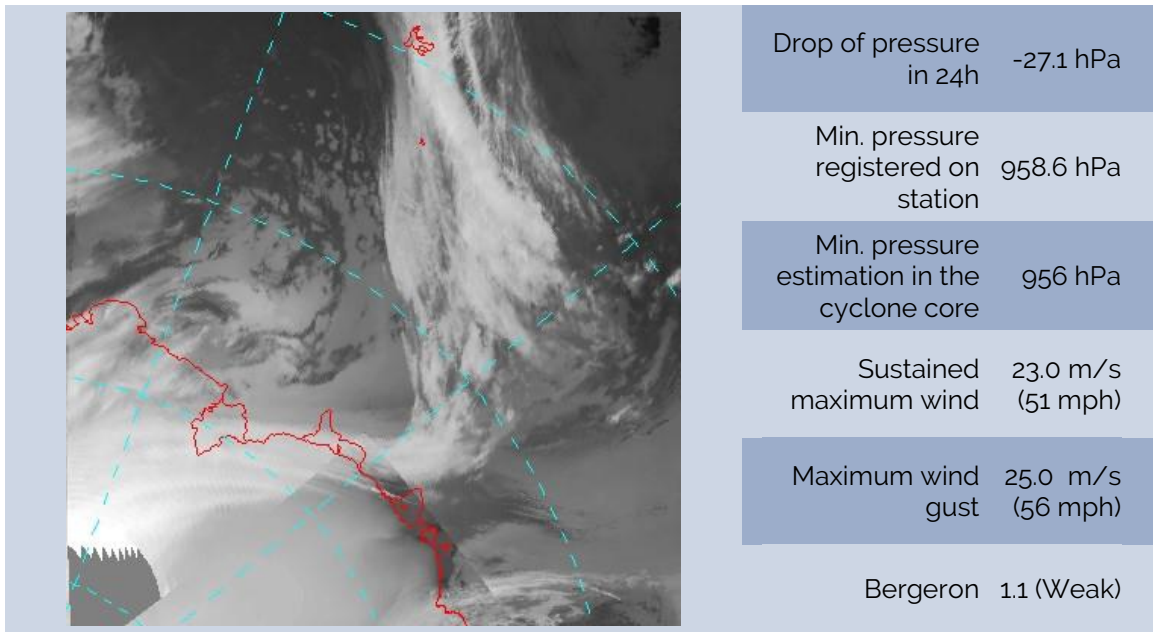 Drop of pressure
in 24h
-27.1 hPa
Min. pressure
registered on
station
958.6 hPa
Min. pressure
estimation in the
cyclone core
956 hPa
Sustained
maximum wind
23.0 m/s
(51 mph)
Maximum wind
gust
25.0 m/s
(56 mph)
Bergeron
1.1 (Weak)